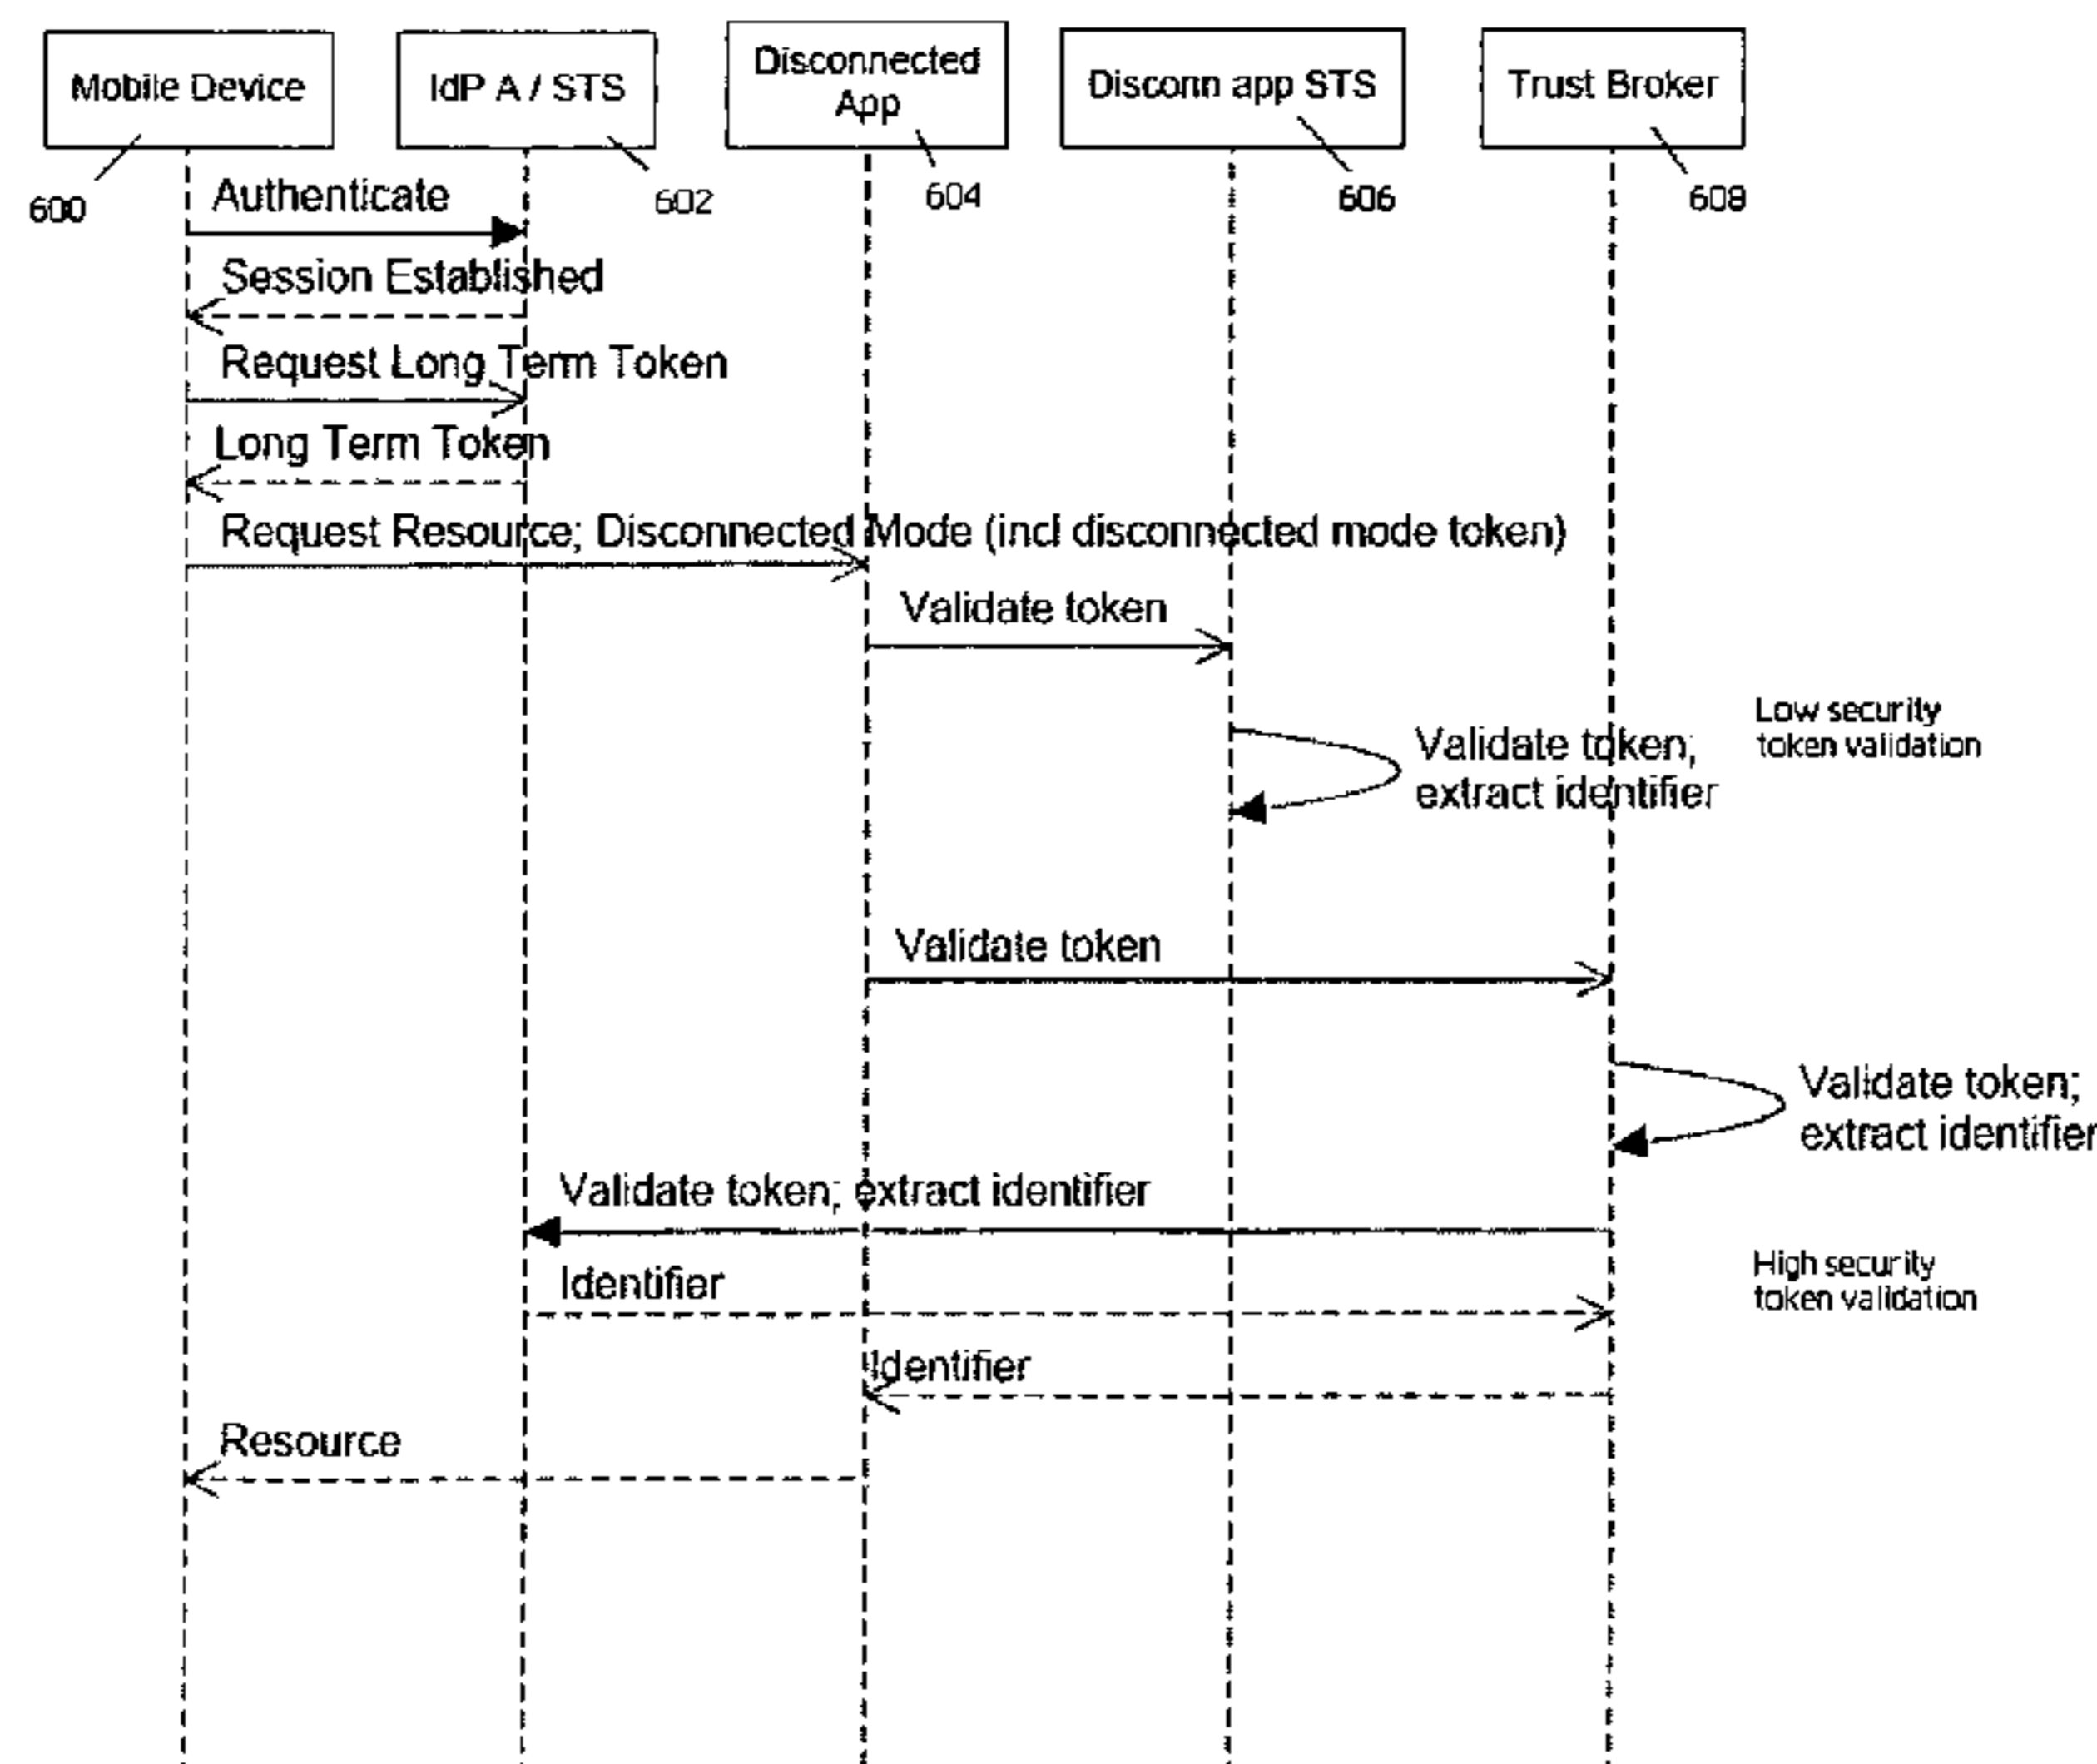 Mobile Device
IdP A / STS
Disconnected
App
Disconn app STS
Trust Broker
600
602
604
606
608
Authenticate
Session Established
Request Long Term Token
Long Term Token
Request Resource; Disconnected Mode (incl disconnected mode token)
Validate token
Low security
token validation
Validate token;
extract identifier
Validate token
Validate token;
extract identifier
Validate token; extract identifier
High security
token validation
Identifier
Identifier
Resource